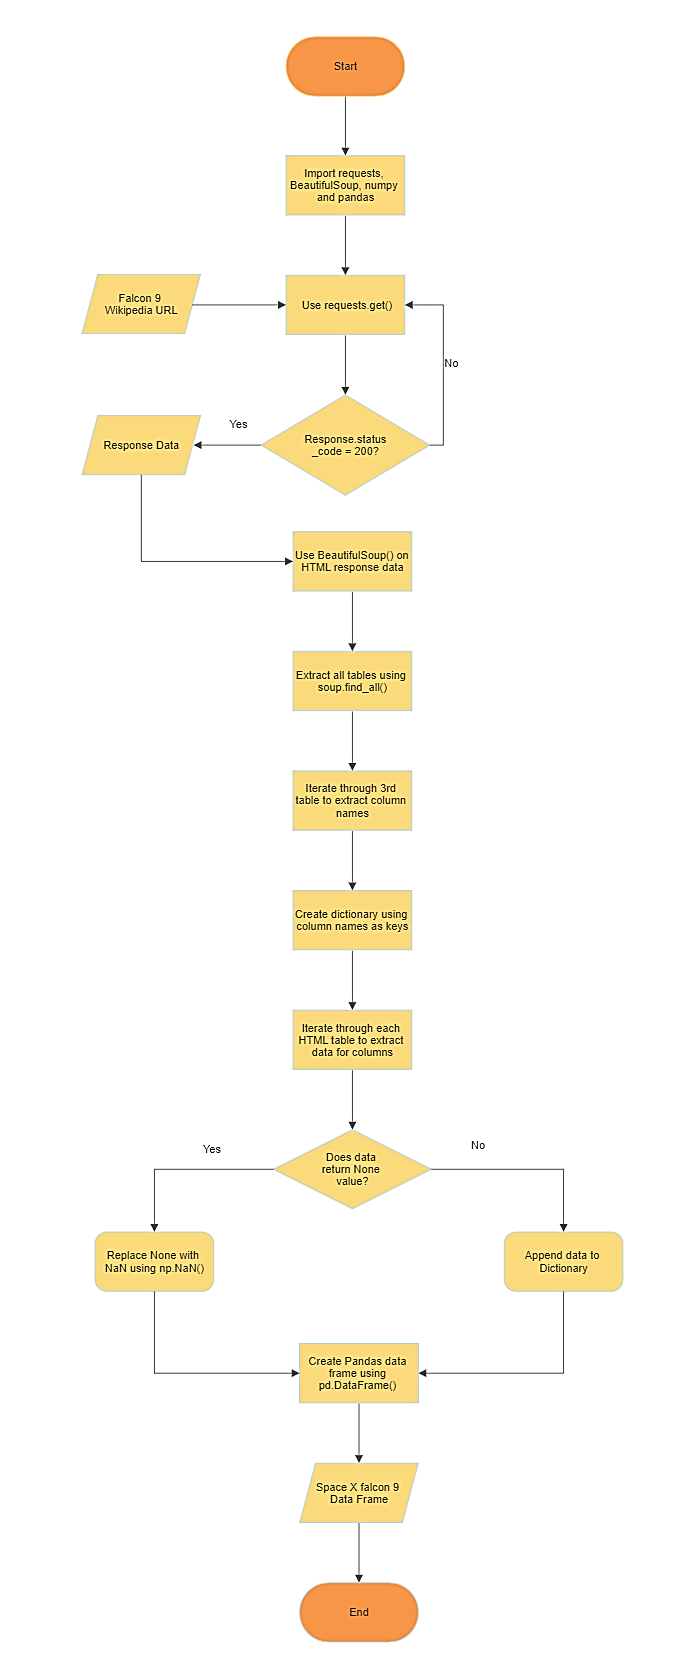 Start
Import requests,
BeautifulSoup, numpy
and pandas
Falcon 9
Wikipedia URL
Use requests.get()
No
Yes
Response Data
Response.status
_code = 200?
Use BeautifulSoup() on
HTML response data
Extract all tables using
soup.find_all()
Iterate through 3rd
table to extract column
names
Create dictionary using
column names as keys
Iterate through each
HTML table to extract
data for columns
Does data
return None
value?
Yes
No
Replace None with
NaN using np.NaN()
Append data to
Dictionary
Create Pandas data
frame using
pd.DataFrame()
Space X falcon 9
Data Frame
End